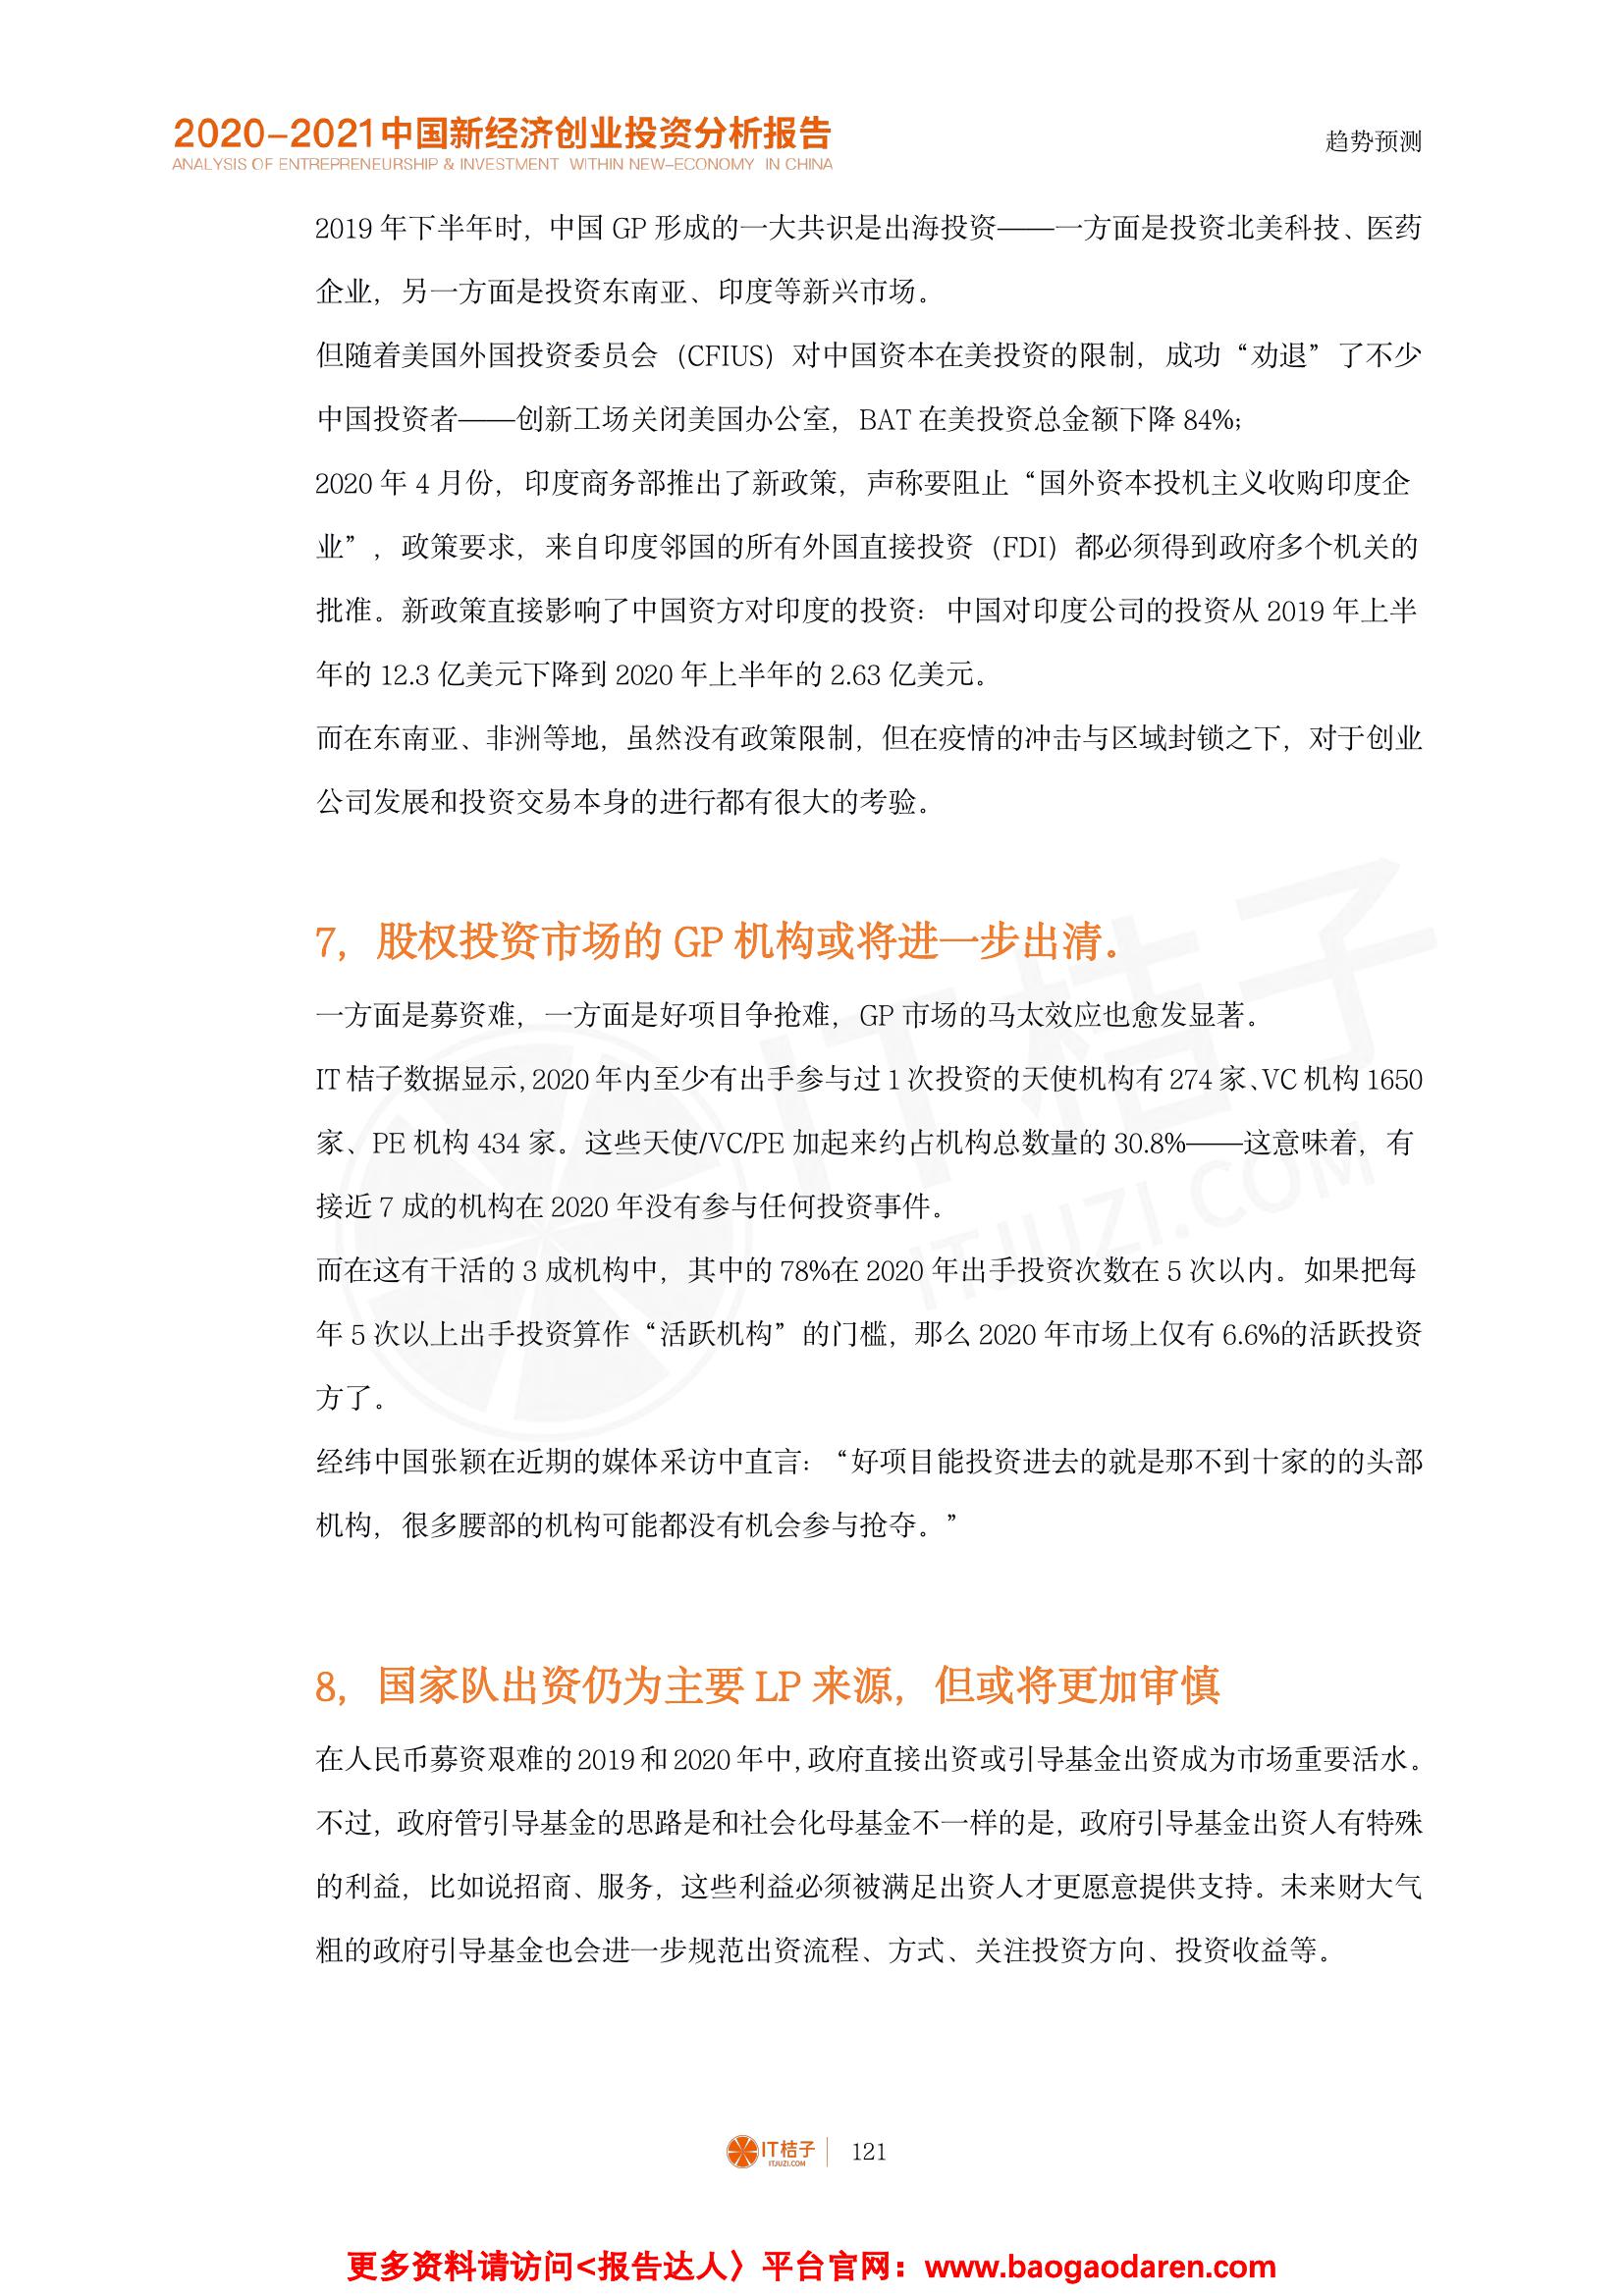 2020-2021中国新经济创业投资分析报告
ANALYSIS OF ENTREPRENEURSHIP & INVESTMENT WITHIN NEW-ECONOMY IN CHINA
趋势预测
2019 年下半年时，中国 GP 形成的一大共识是出海投资——一方面是投资北美科技、医药
企业，另一方面是投资东南亚、印度等新兴市场。
但随着美国外国投资委员会（CFIUS）对中国资本在美投资的限制，成功“劝退”了不少
中国投资者——创新工场关闭美国办公室，BAT 在美投资总金额下降 84%；
2020 年 4 月份，印度商务部推出了新政策，声称要阻止“国外资本投机主义收购印度企
业”，政策要求，来自印度邻国的所有外国直接投资（FDI）都必须得到政府多个机关的
批准。新政策直接影响了中国资方对印度的投资：中国对印度公司的投资从 2019 年上半
年的 12.3 亿美元下降到 2020 年上半年的 2.63 亿美元。
而在东南亚、非洲等地，虽然没有政策限制，但在疫情的冲击与区域封锁之下，对于创业
公司发展和投资交易本身的进行都有很大的考验。
7，股权投资市场的 GP 机构或将进一步出清。
一方面是募资难，一方面是好项目争抢难，GP 市场的马太效应也愈发显著。
IT 桔子数据显示，2020 年内至少有出手参与过 1 次投资的天使机构有 274 家、VC 机构 1650
家、PE 机构 434 家。这些天使/VC/PE 加起来约占机构总数量的 30.8%——这意味着，有
接近 7 成的机构在 2020 年没有参与任何投资事件。
而在这有干活的 3 成机构中，其中的 78%在 2020 年出手投资次数在 5 次以内。如果把每
年 5 次以上出手投资算作“活跃机构”的门槛，那么 2020 年市场上仅有 6.6%的活跃投资
方了。
经纬中国张颖在近期的媒体采访中直言：“好项目能投资进去的就是那不到十家的的头部
机构，很多腰部的机构可能都没有机会参与抢夺。”
8，国家队出资仍为主要 LP 来源，但或将更加审慎
在人民币募资艰难的 2019 和 2020 年中，政府直接出资或引导基金出资成为市场重要活水。
不过，政府管引导基金的思路是和社会化母基金不一样的是，政府引导基金出资人有特殊
的利益，比如说招商、服务，这些利益必须被满足出资人才更愿意提供支持。未来财大气
粗的政府引导基金也会进一步规范出资流程、方式、关注投资方向、投资收益等。
IT桔子
ITJUZI.COM
IT桔子
ITJUZI.COM
121
更多资料请访问<报告达人〉平台官网：www.baogaodaren.com